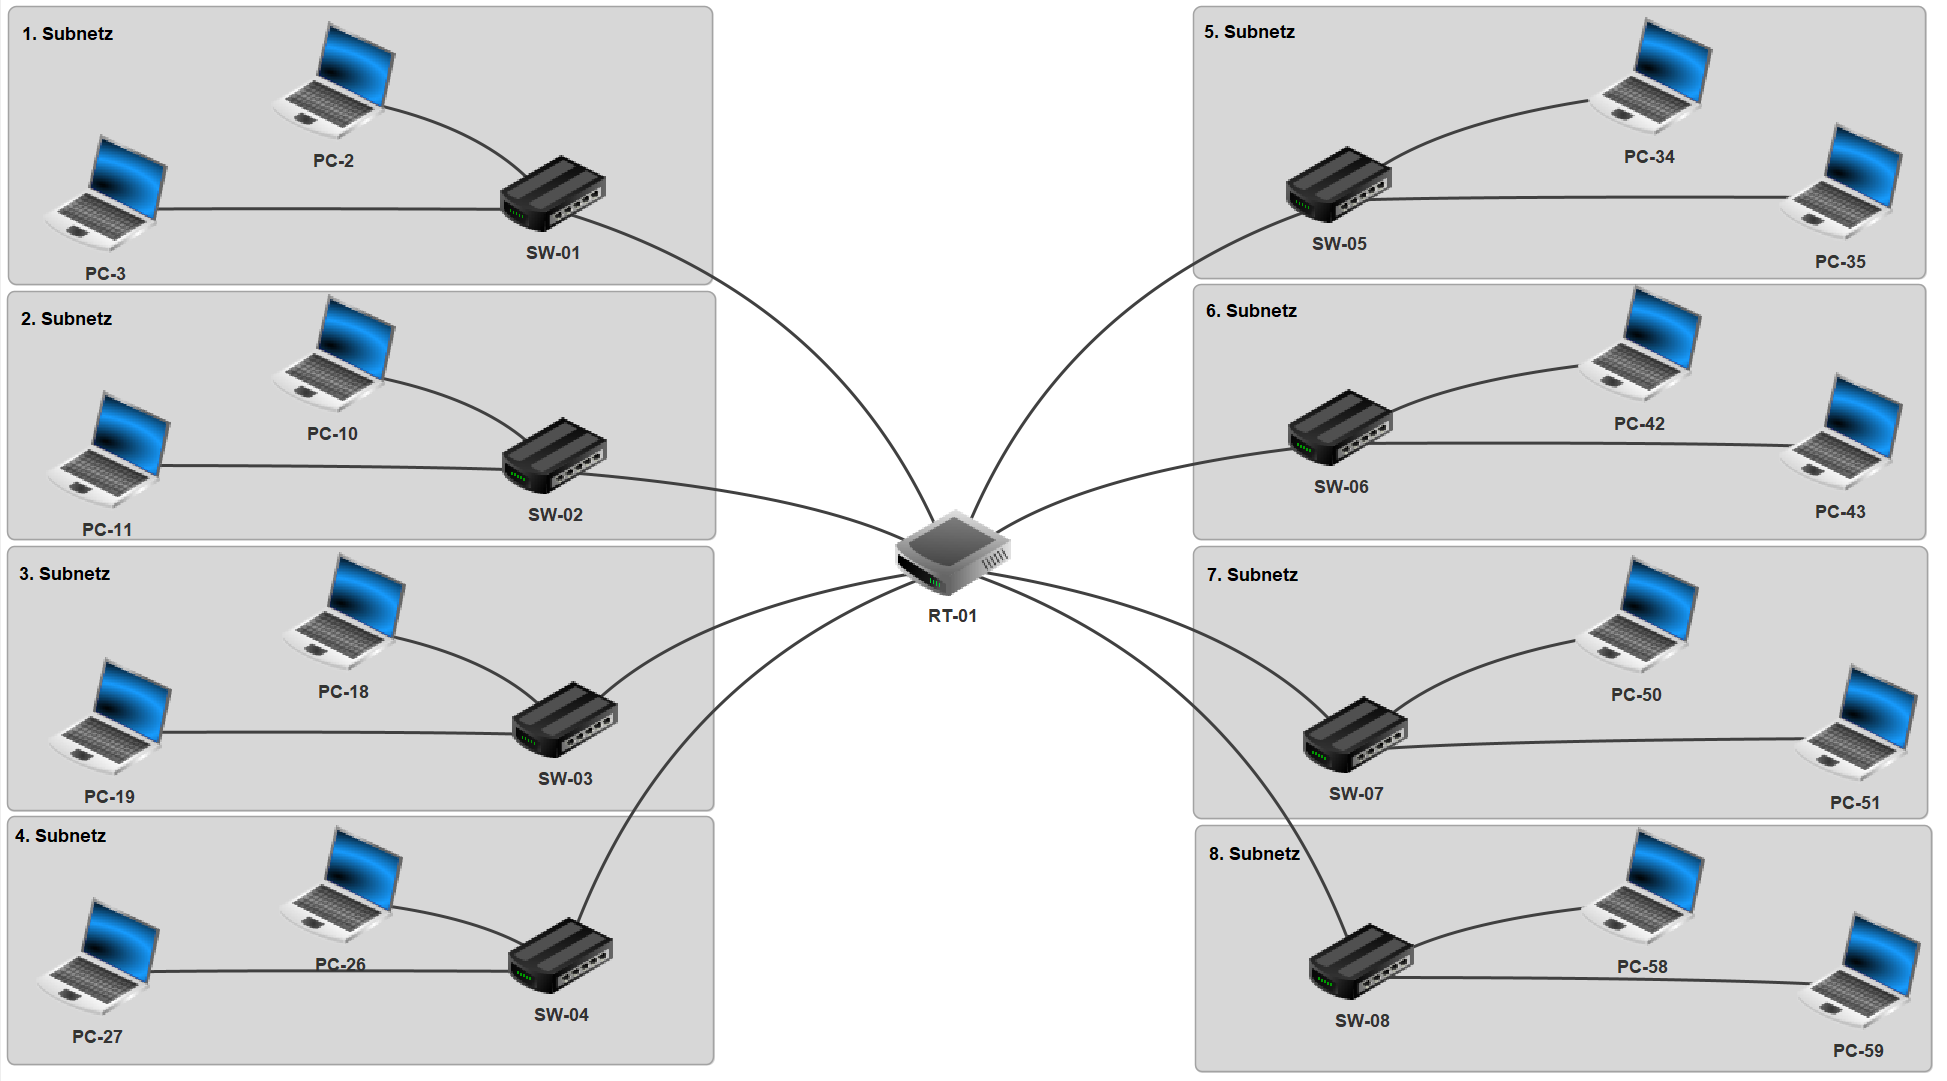 1. Subnetz
PC-2
PC-3
SW-01
2. Subnetz
PC-10
PC-11
SW-02
3. Subnetz
PC-18
PC-19
SW-03
4. Subnetz
PC-26
PC-27
SW-04
RT-01
5. Subnetz
PC-34
PC-35
SW-05
6. Subnetz
PC-42
PC-43
SW-06
7. Subnetz
PC-50
PC-51
SW-07
8. Subnetz
PC-58
PC-59
SW-08